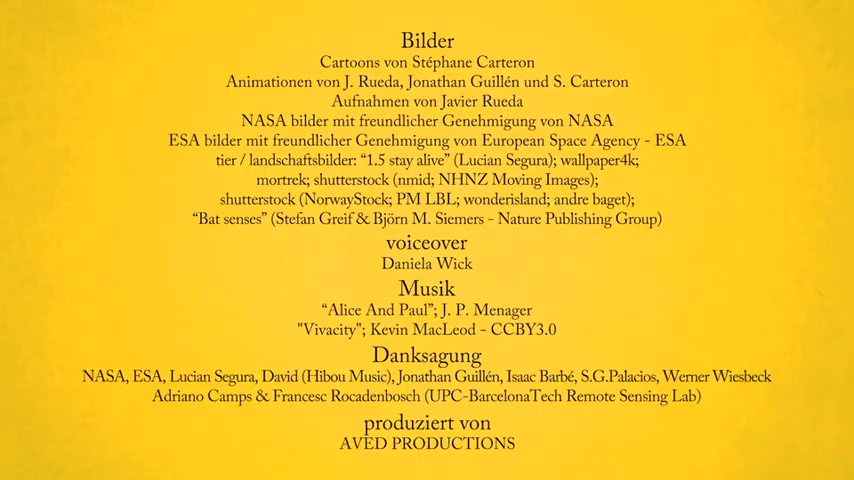 Bilder
Cartoons von Stéphane Carteron
Animationen von J. Rueda, Jonathan Guillén und S. Carteron
Aufnahmen von Javier Rueda
NASA bilder mit freundlicher Genehmigung von NASA
ESA bilder mit freundlicher Genehmigung von European Space Agency - ESA
tier / landschaftsbilder: “1.5 stay alive” (Lucian Segura); wallpaper4k;
mortrek; shutterstock (nmid; NHNZ Moving Images);
shutterstock (NorwayStock; PM LBL; wonderisland; andre baget);
“Bat senses” (Stefan Greif & Björn M. Siemers - Nature Publishing Group)
voiceover
Daniela Wick
Musik
“Alice And Paul”; J. P. Menager
"Vivacity"; Kevin MacLeod - CCBY3.0
Danksagung
NASA, ESA, Lucian Segura, David (Hibou Music), Jonathan Guillén, Isaac Barbé, S.G.Palacios, Werner Wiesbeck
Adriano Camps & Francesc Rocadenbosch (UPC-BarcelonaTech Remote Sensing Lab)
produziert von
AVED PRODUCTIONS